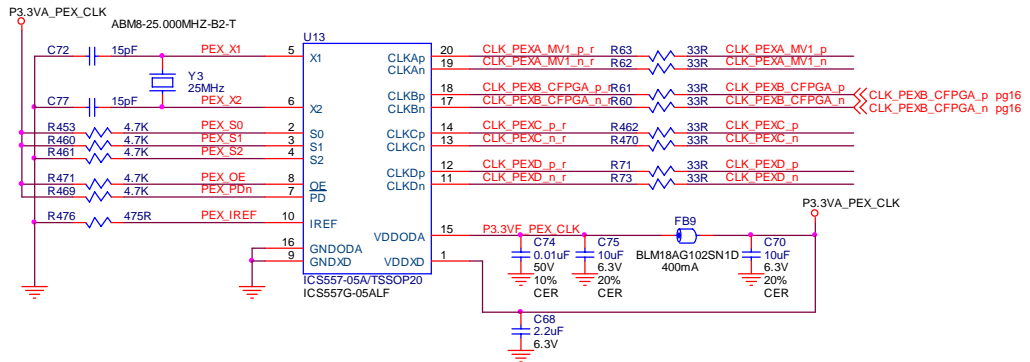 P3.3VA_PEX_CLK
ABM8-25.000MHZ-B2-T
U13
C72 15pF PEX_X1 5 X1
CLKAp 20 CLK_PEXA_MV1_p_r R63 33R CLK_PEXA_MV1_p
CLKAn 19 CLK_PEXA_MV1_n_r R62 33R CLK_PEXA_MV1_n
Y3
25MHz
CLKBp 18 CLK_PEXB_CFPGA_p_r R61 33R CLK_PEXB_CFPGA_p CLK_PEXB_CFPGA_p pg16
C77 15pF PEX_X2 6 X2
CLKBn 17 CLK_PEXB_CFPGA_n_r R60 33R CLK_PEXB_CFPGA_n CLK_PEXB_CFPGA_n pg16
R453 4.7K PEX_S0 2 S0
CLKCp 14 CLK_PEXC_p_r R462 33R CLK_PEXC_p
R460 4.7K PEX_S1 3 S1
CLKCn 13 CLK_PEXC_n_r R470 33R CLK_PEXC_n
R461 4.7K PEX_S2 4 S2
CLKDp 12 CLK_PEXD_p_r R71 33R CLK_PEXD_p
R471 4.7K PEX_OE 8 OE
CLKDn 11 CLK_PEXD_n_r R73 33R CLK_PEXD_n
R469 4.7K PEX_PDn 7 PD
P3.3VA_PEX_CLK
R476 475R PEX_IREF 10 IREF
FB9
VDDODA 15 P3.3VF_PEX_CLK
16 GNDODA
9 GNDXD
VDDXD 1
C74
0.01uF
50V
10%
CER
C75
10uF
6.3V
20%
CER
BLM18AG102SN1D
400mA
C70
10uF
6.3V
20%
CER
ICS557-05A/TSSOP20
ICS557G-05ALF
C68
2.2uF
6.3V